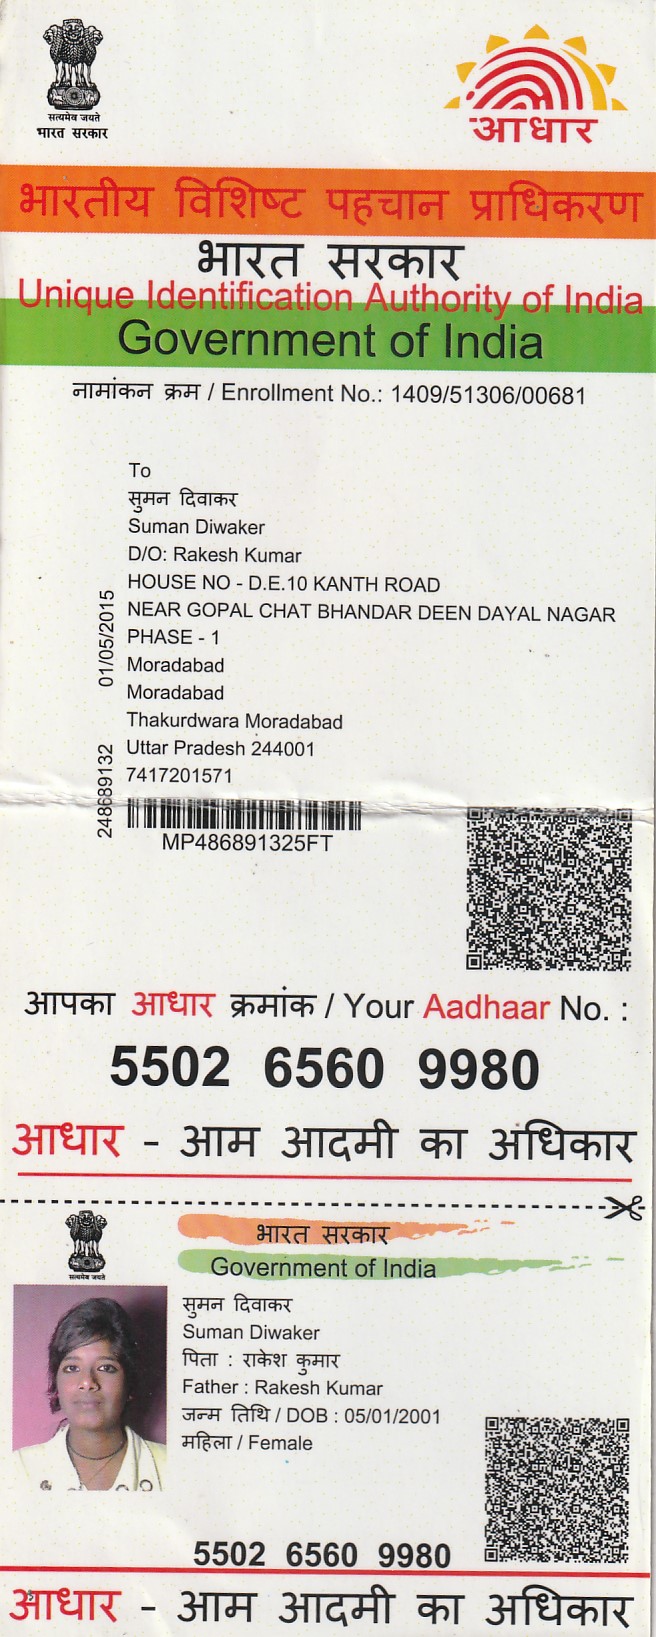 सत्यमेव जयते
भारत सरकार
आधार
भारतीय विशिष्ट पहचान प्राधिकरण
भारत सरकार
Unique Identification Authority of India
Government of India
नामांकन क्रम / Enrollment No.: 1409/51306/00681
To
सुमन दिवाकर
Suman Diwaker
D/O: Rakesh Kumar
HOUSE NO - D.E.10 KANTH ROAD
NEAR GOPAL CHAT BHANDAR DEEN DAYAL NAGAR
PHASE - 1
Moradabad
Moradabad
Thakurdwara Moradabad
Uttar Pradesh 244001
7417201571
248689132 01/05/2015
MP486891325FT
आपका आधार क्रमांक / Your Aadhaar No. :
5502 6560 9980
आधार - आम आदमी का अधिकार
सत्यमेव जयते
भारत सरकार
Government of India
सुमन दिवाकर
Suman Diwaker
पिता : राकेश कुमार
Father : Rakesh Kumar
जन्म तिथि / DOB : 05/01/2001
महिला / Female
5502 6560 9980
आधार - आम आदमी का अधिकार